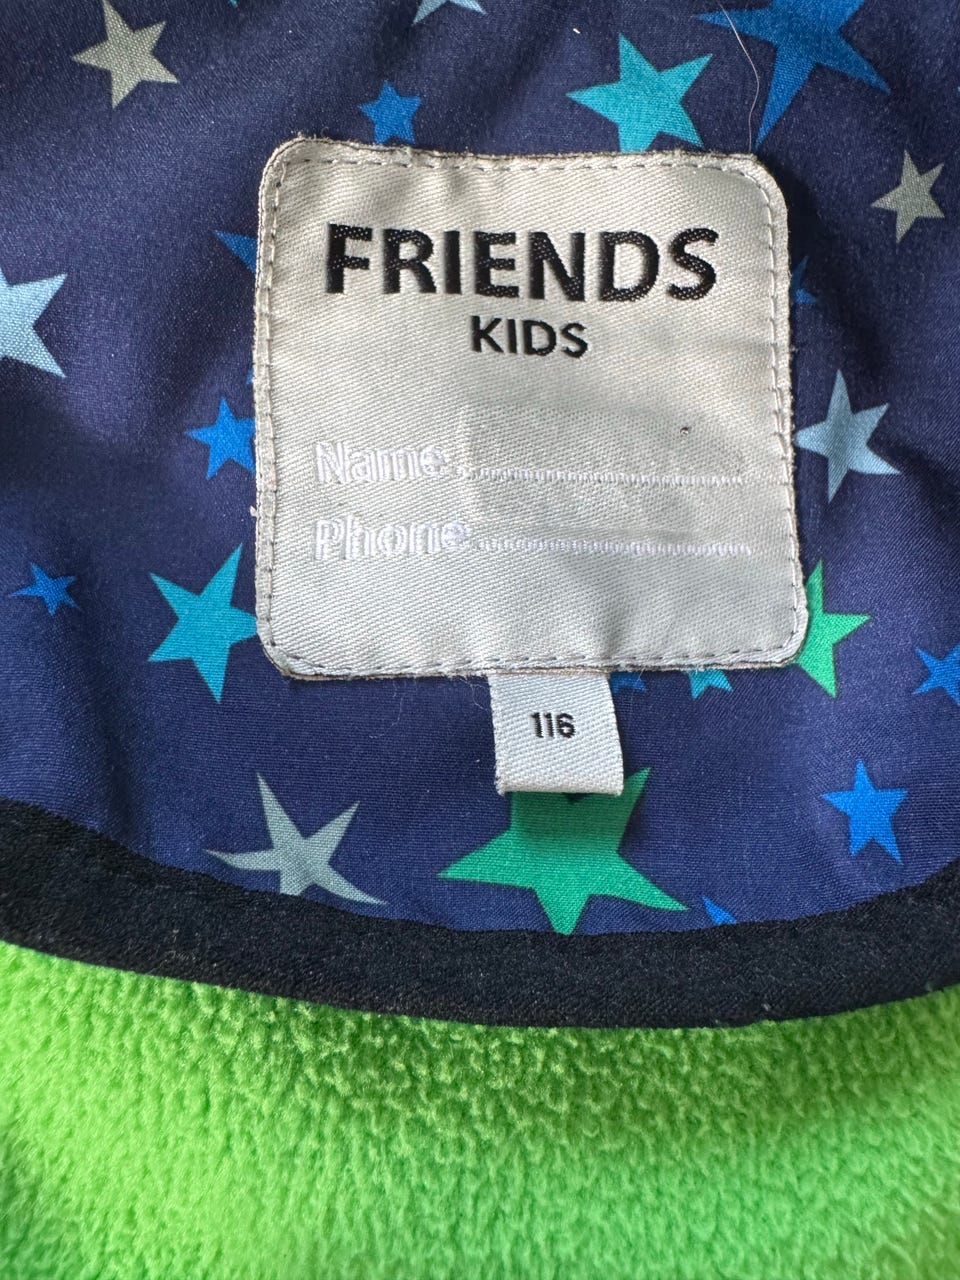 FRIENDS
KIDS
Name
Phone
116